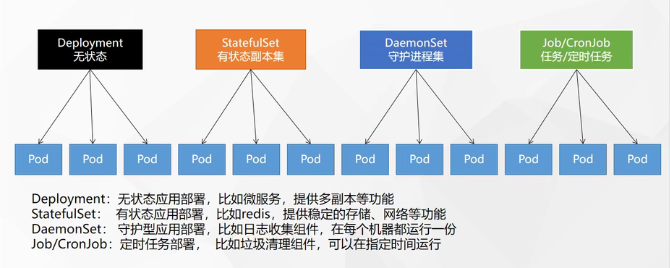 Deployment
无状态
StatefulSet
有状态副本集
DaemonSet
守护进程集
Job/CronJob
任务/定时任务
Pod Pod Pod Pod Pod Pod Pod Pod Pod Pod Pod Pod
Deployment：无状态应用部署，比如微服务，提供多副本等功能
StatefulSet： 有状态应用部署，比如redis，提供稳定的存储、网络等功能
DaemonSet： 守护型应用部署，比如日志收集组件，在每个机器都运行一份
Job/CronJob：定时任务部署， 比如垃圾清理组件，可以在指定时间运行